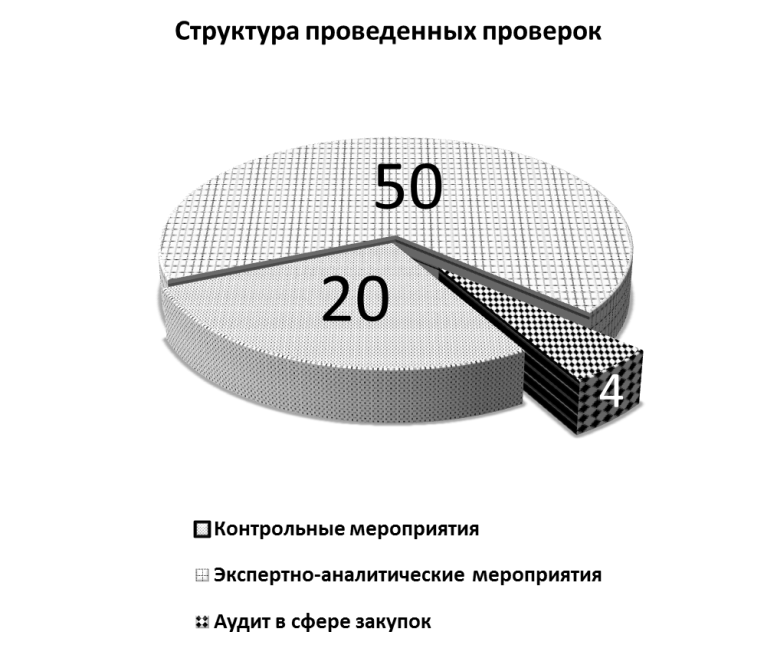 Структура проведенных проверок
50
20
4
Контрольные мероприятия
Экспертно-аналитические мероприятия
Аудит в сфере закупок